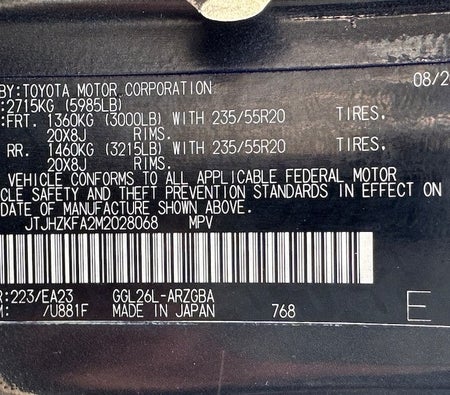 BY:TOYOTA MOTOR CORPORATION 08/2
:2715KG (5985LB)
:FRT. 1360KG (3000LB) WITH 235/55R20 TIRES.
20X8J RIMS.
RR. 1460KG (3215LB) WITH 235/55R20 TIRES.
20X8J RIMS.
VEHICLE CONFORMS TO ALL APPLICABLE FEDERAL MOTOR
CLE SAFETY AND THEFT PREVENTION STANDARDS IN EFFECT ON
DATE OF MANUFACTURE SHOWN ABOVE.
JTJHZKFA2M2028068 MPV
R:223/EA23 GGL26L-ARZGBA
M: /U881F MADE IN JAPAN 768 E